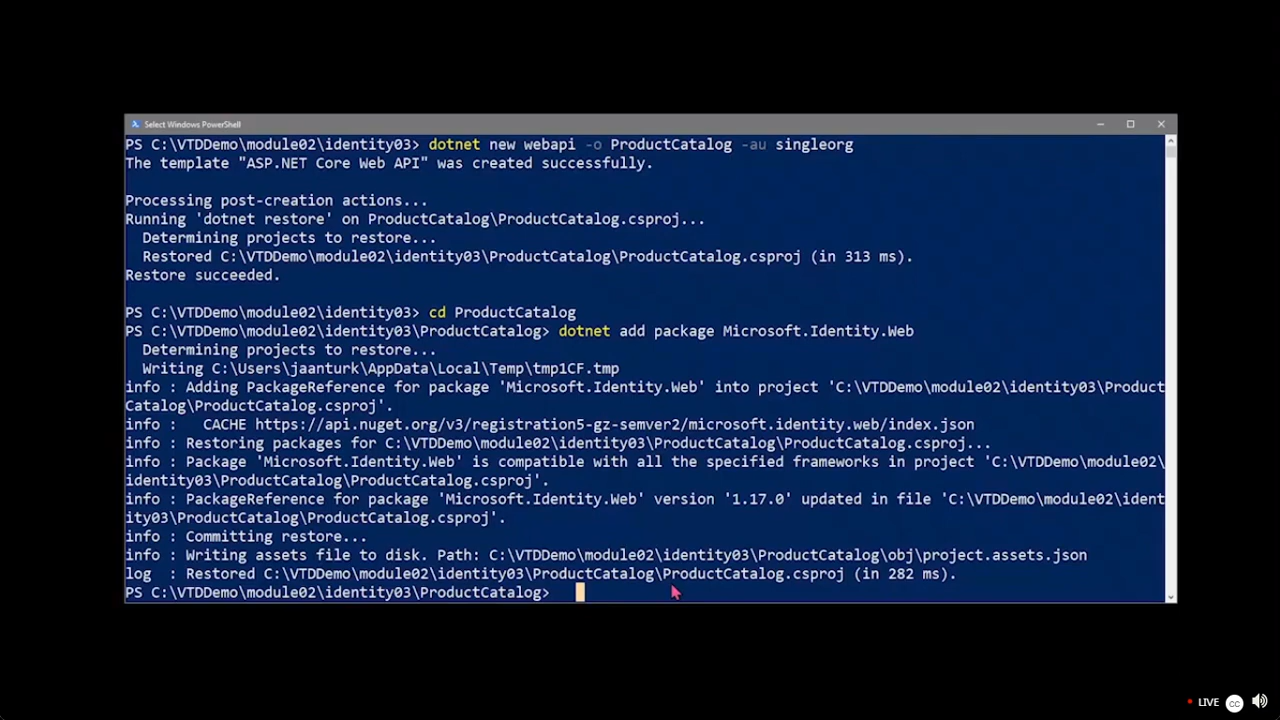 Select Windows PowerShell
PS C:\VTDDemo\module02\identity03> dotnet new webapi -o ProductCatalog -au singleorg
The template "ASP.NET Core Web API" was created successfully.
Processing post-creation actions...
Running 'dotnet restore' on ProductCatalog\ProductCatalog.csproj...
Determining projects to restore...
Restored C:\VTDDemo\module02\identity03\ProductCatalog\ProductCatalog.csproj (in 313 ms).
Restore succeeded.
PS C:\VTDDemo\module02\identity03> cd ProductCatalog
PS C:\VTDDemo\module02\identity03\ProductCatalog> dotnet add package Microsoft.Identity.Web
Determining projects to restore...
Writing C:\Users\jaanturk\AppData\Local\Temp\tmp1CF.tmp
info : Adding PackageReference for package 'Microsoft.Identity.Web' into project 'C:\VTDDemo\module02\identity03\Product
Catalog\ProductCatalog.csproj'.
info :   CACHE https://api.nuget.org/v3/registration5-gz-semver2/microsoft.identity.web/index.json
info : Restoring packages for C:\VTDDemo\module02\identity03\ProductCatalog\ProductCatalog.csproj...
info : Package 'Microsoft.Identity.Web' is compatible with all the specified frameworks in project 'C:\VTDDemo\module02\
identity03\ProductCatalog\ProductCatalog.csproj'.
info : PackageReference for package 'Microsoft.Identity.Web' version '1.17.0' updated in file 'C:\VTDDemo\module02\ident
ity03\ProductCatalog\ProductCatalog.csproj'.
info : Committing restore...
info : Writing assets file to disk. Path: C:\VTDDemo\module02\identity03\ProductCatalog\obj\project.assets.json
log  : Restored C:\VTDDemo\module02\identity03\ProductCatalog\ProductCatalog.csproj (in 282 ms).
PS C:\VTDDemo\module02\identity03\ProductCatalog>
LIVE CC